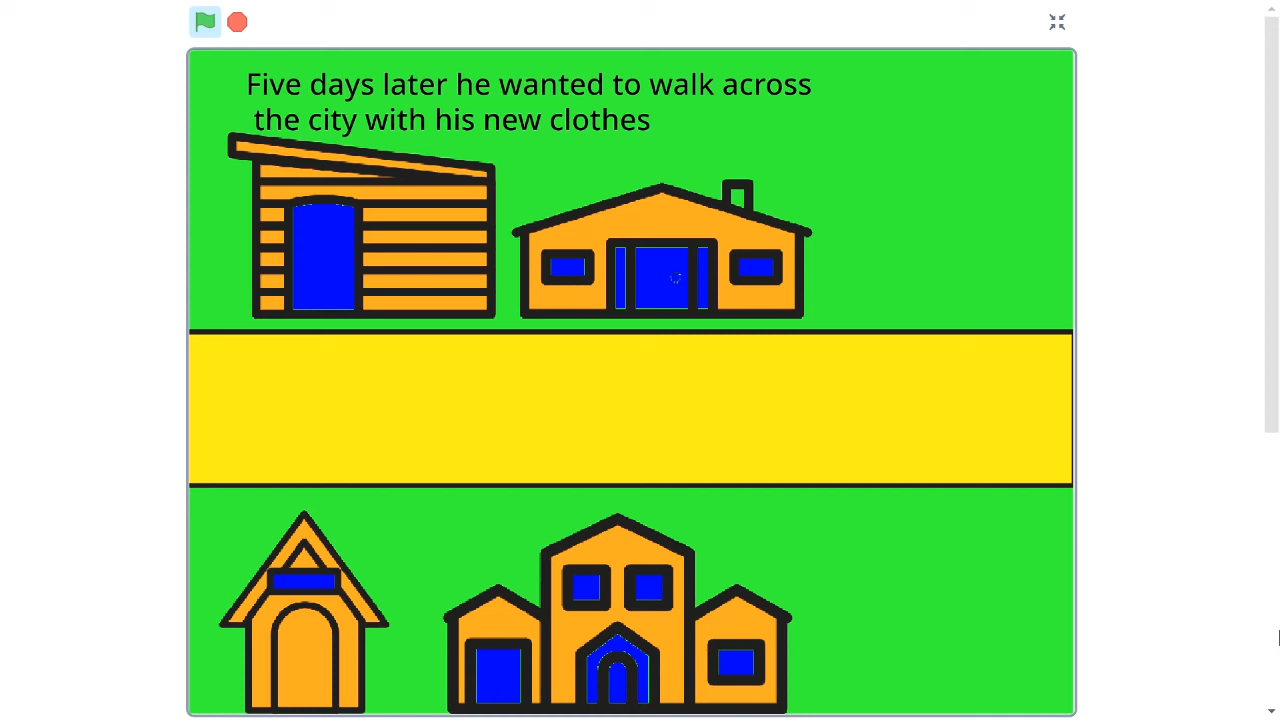 Five days later he wanted to walk across
the city with his new clothes